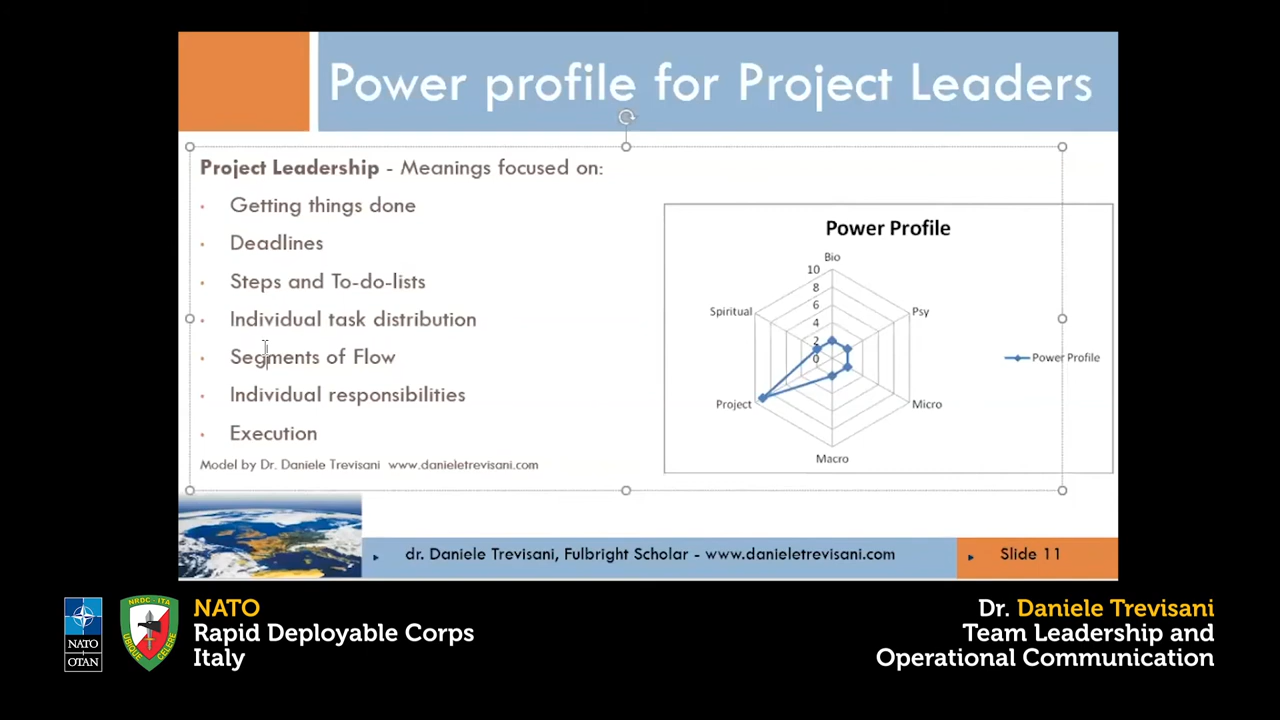 Power profile for Project Leaders
Project Leadership - Meanings focused on:
• Getting things done
• Deadlines
• Steps and To-do-lists
• Individual task distribution
• Segments of Flow
• Individual responsibilities
• Execution
Model by Dr. Daniele Trevisani www.danieletrevisani.com
Power Profile
Bio
10
8
6
4
2
0
Spiritual
Psy
Power Profile
Project
Micro
Macro
dr. Daniele Trevisani, Fulbright Scholar - www.danieletrevisani.com
Slide 11
NATO
OTAN
NRDC - ITA
UBIQUE CELERE
NATO
Rapid Deployable Corps
Italy
Dr. Daniele Trevisani
Team Leadership and
Operational Communication